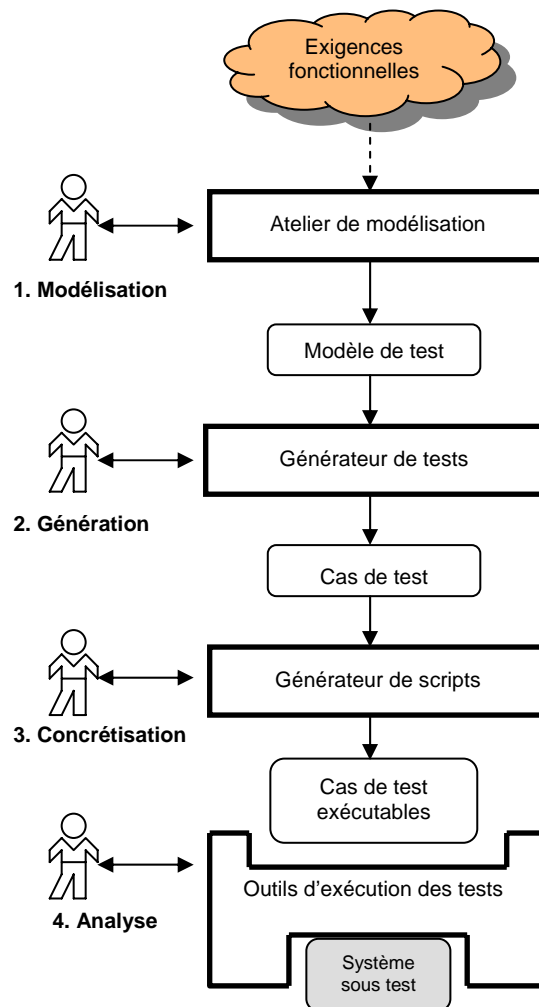 Exigences
fonctionnelles
Atelier de modélisation
1. Modélisation
Modèle de test
Générateur de tests
2. Génération
Cas de test
Générateur de scripts
3. Concrétisation
Cas de test
exécutables
Outils d’exécution des tests
4. Analyse
Système
sous test